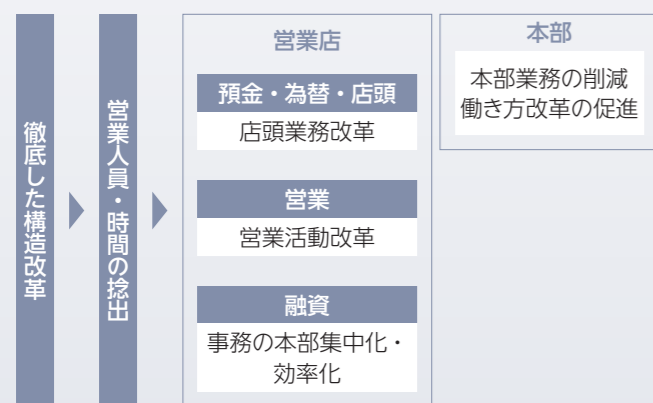 徹底した構造改革
営業人員・時間の捻出
営業店
預金・為替・店頭
店頭業務改革
営業
営業活動改革
融資
事務の本部集中化・
効率化
本部
本部業務の削減
働き方改革の促進